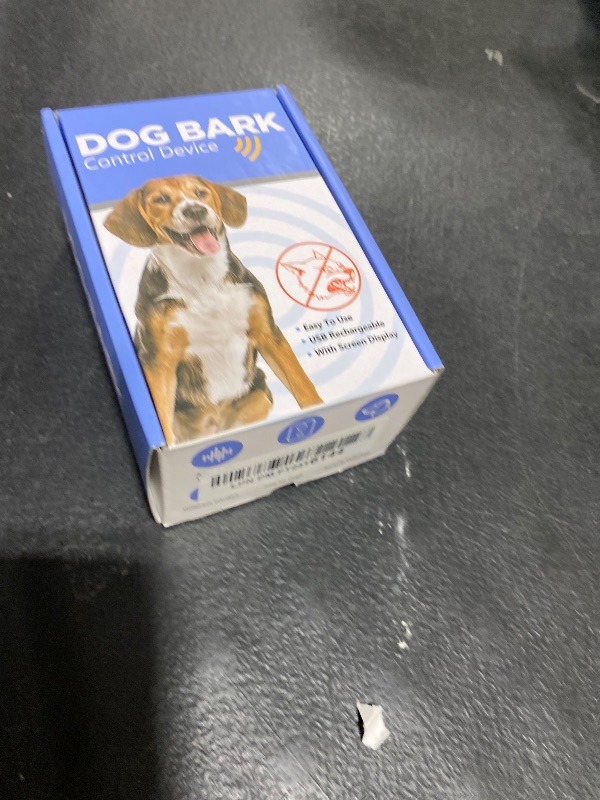 DOG BARK
Control Device
• Easy To Use
• USB Rechargeable
• With Screen Display